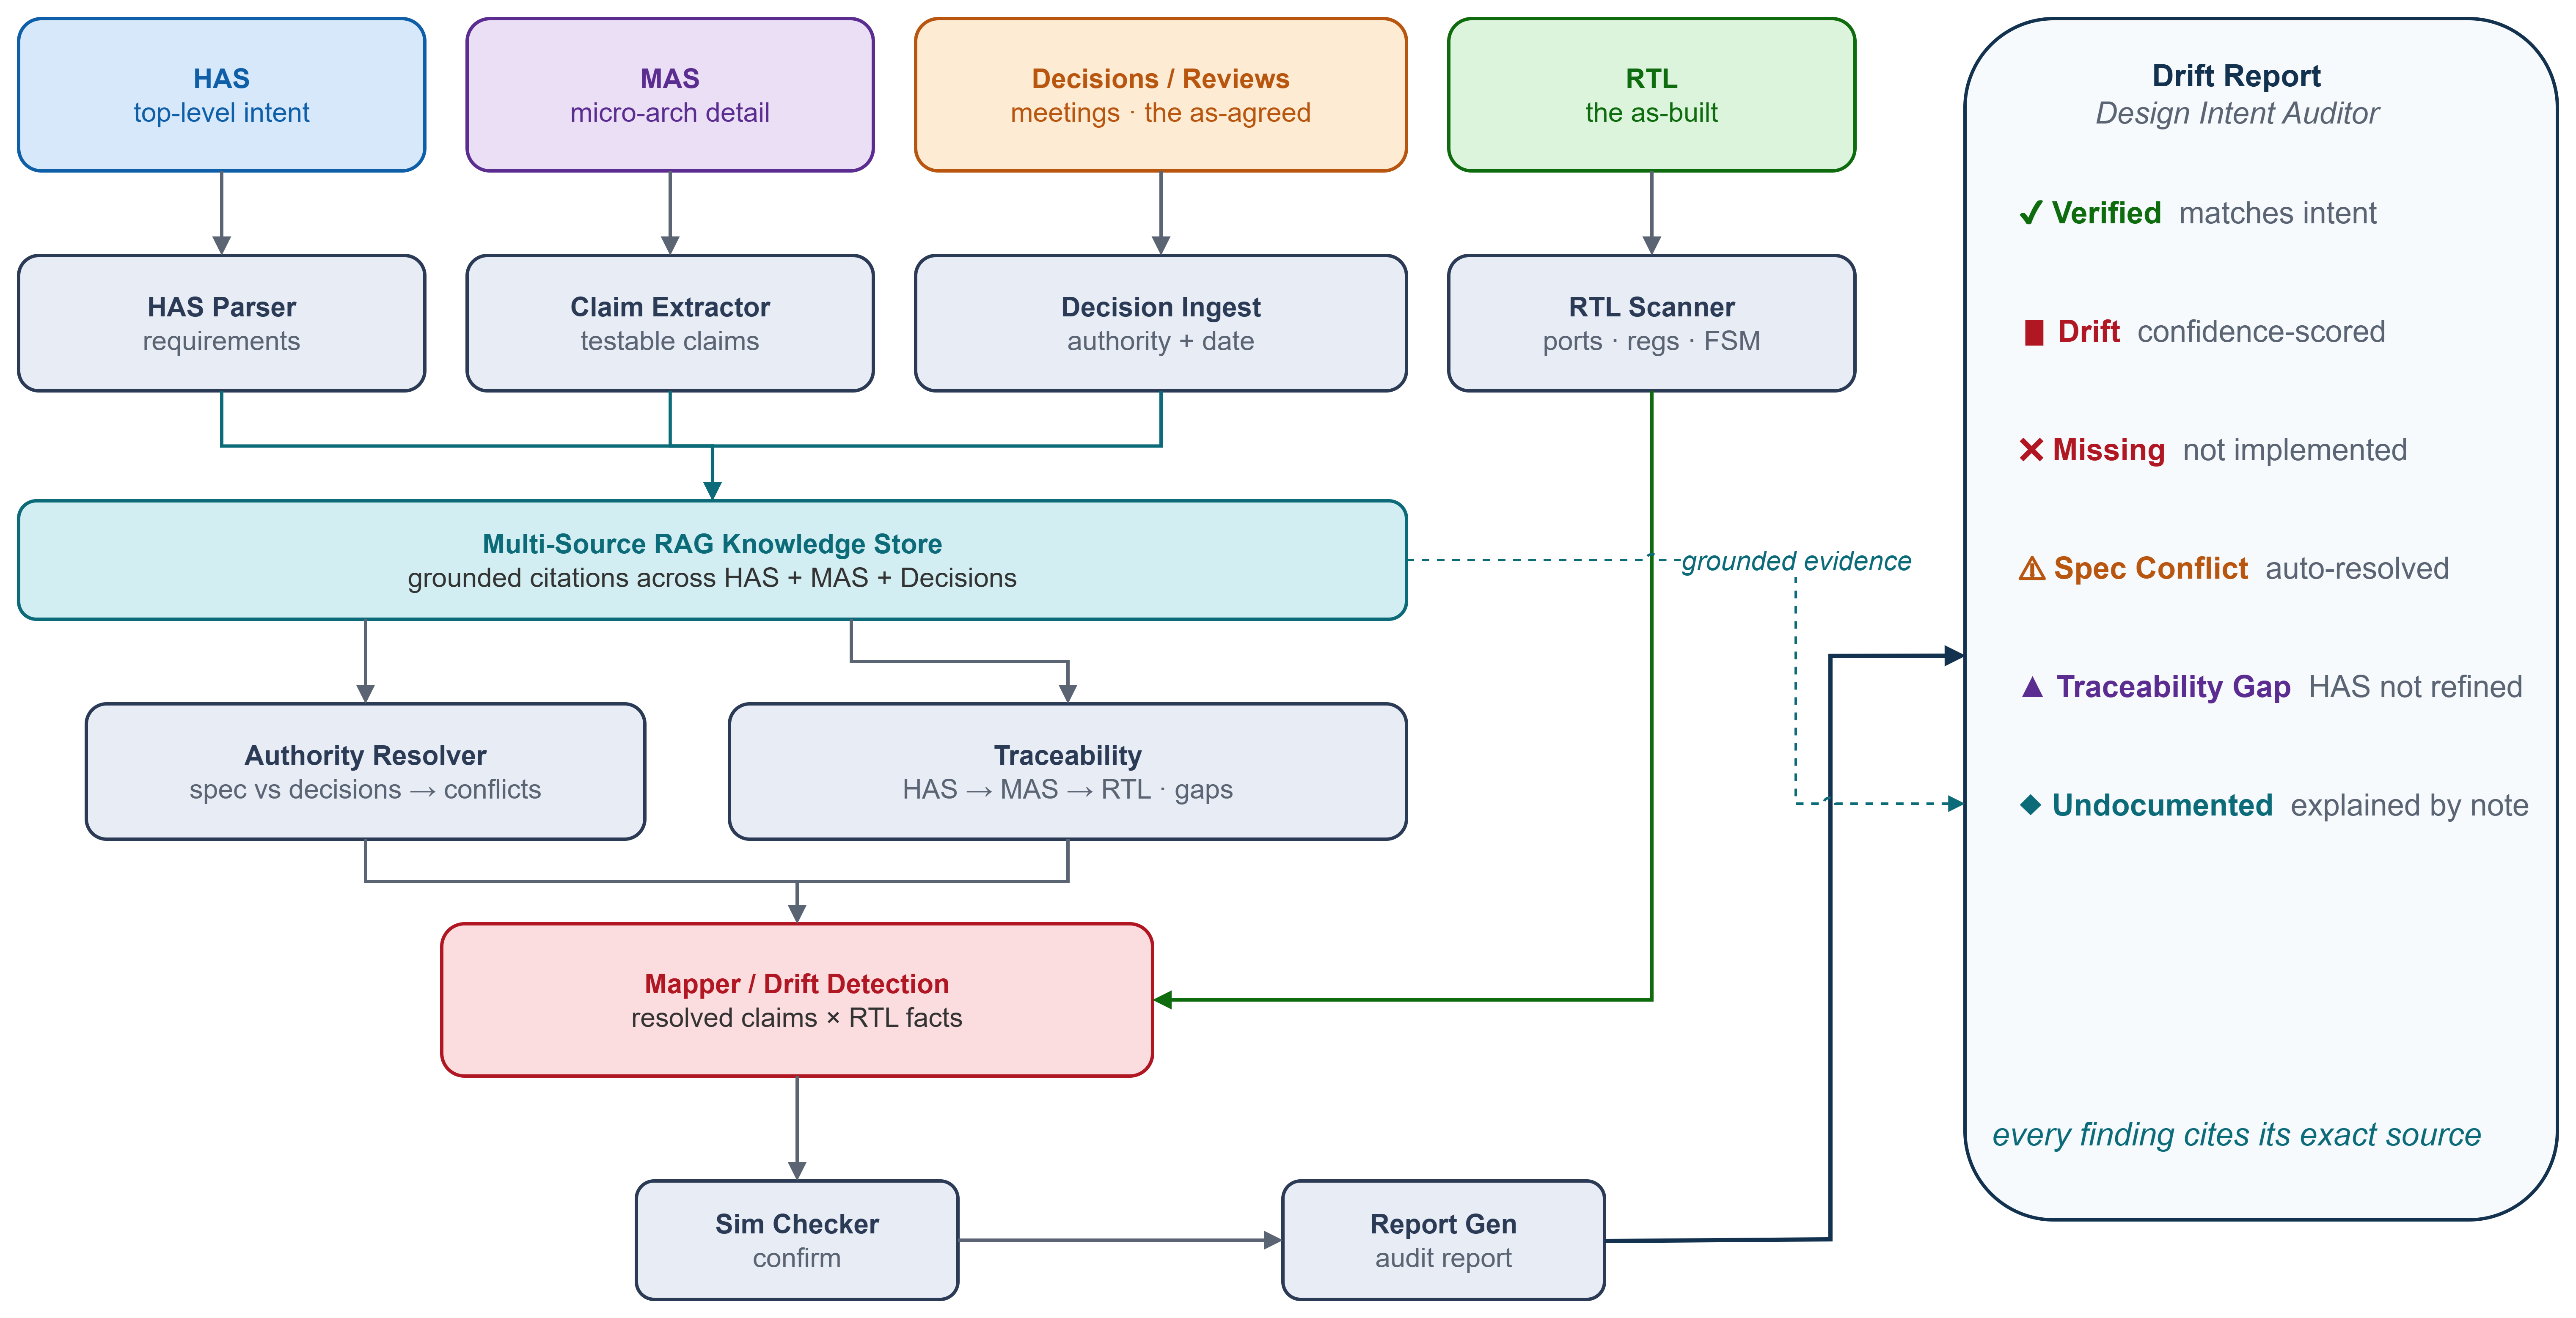 HAS
top-level intent
MAS
micro-arch detail
Decisions / Reviews
meetings · the as-agreed
RTL
the as-built
HAS Parser
requirements
Claim Extractor
testable claims
Decision Ingest
authority + date
RTL Scanner
ports · regs · FSM
Multi-Source RAG Knowledge Store
grounded citations across HAS + MAS + Decisions
grounded evidence
Authority Resolver
spec vs decisions → conflicts
Traceability
HAS → MAS → RTL · gaps
Mapper / Drift Detection
resolved claims × RTL facts
Sim Checker
confirm
Report Gen
audit report
Drift Report
Design Intent Auditor
✔ Verified matches intent
■ Drift confidence-scored
✖ Missing not implemented
⚠ Spec Conflict auto-resolved
▲ Traceability Gap HAS not refined
◆ Undocumented explained by note
every finding cites its exact source